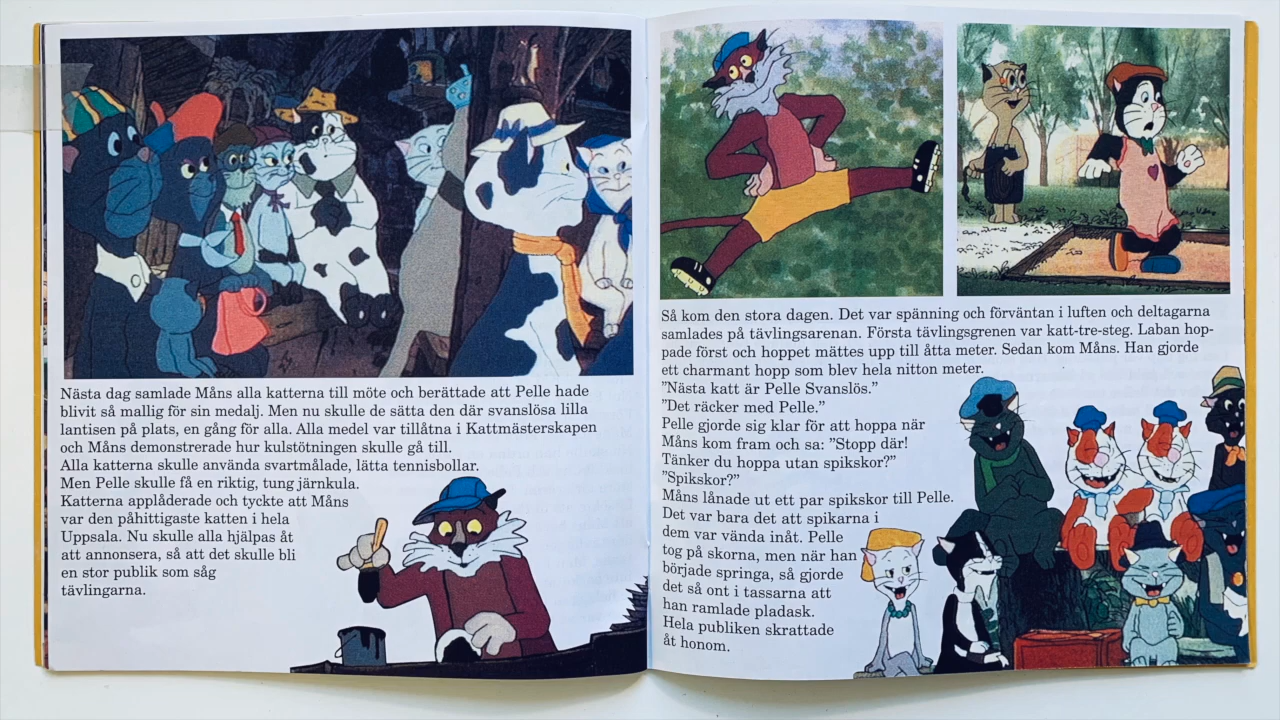 Nästa dag samlade Måns alla katterna till möte och berättade att Pelle hade
blivit så mallig för sin medalj. Men nu skulle de sätta den där svanslösa lilla
lantisen på plats, en gång för alla. Alla medel var tillåtna i Kattmästerskapen
och Måns demonstrerade hur kulstötningen skulle gå till.
Alla katterna skulle använda svartmålade, lätta tennisbollar.
Men Pelle skulle få en riktig, tung järnkula.
Katterna applåderade och tyckte att Måns
var den påhittigaste katten i hela
Uppsala. Nu skulle alla hjälpas åt
att annonsera, så att det skulle bli
en stor publik som såg
tävlingarna.
Så kom den stora dagen. Det var spänning och förväntan i luften och deltagarna
samlades på tävlingsarenan. Första tävlingsgrenen var katt-tre-steg. Laban hop-
pade först och hoppet mättes upp till åtta meter. Sedan kom Måns. Han gjorde
ett charmant hopp som blev hela nitton meter.
”Nästa katt är Pelle Svanslös.”
”Det räcker med Pelle.”
Pelle gjorde sig klar för att hoppa när
Måns kom fram och sa: ”Stopp där!
Tänker du hoppa utan spikskor?”
”Spikskor?”
Måns lånade ut ett par spikskor till Pelle.
Det var bara det att spikarna i
dem var vända inåt. Pelle
tog på skorna, men när han
började springa, så gjorde
det så ont i tassarna att
han ramlade pladask.
Hela publiken skrattade
åt honom.